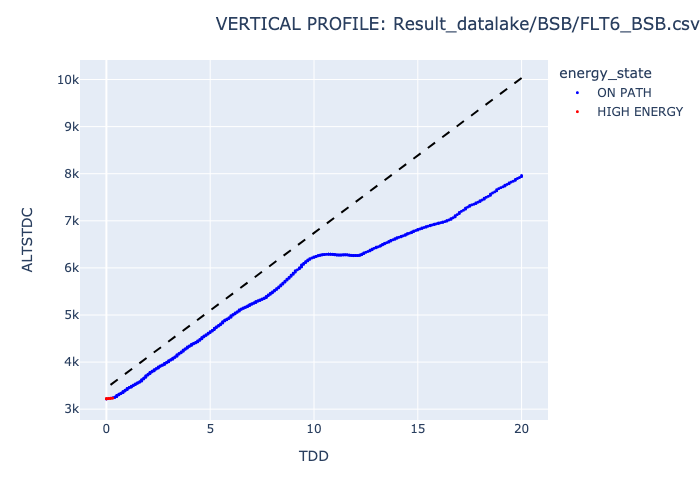 VERTICAL PROFILE: Result_datalake/BSB/FLT6_BSB.csv
energy_state
ON PATH
HIGH ENERGY
10k
9k
8k
7k
6k
5k
4k
3k
ALTSTDC
0 5 10 15 20
TDD